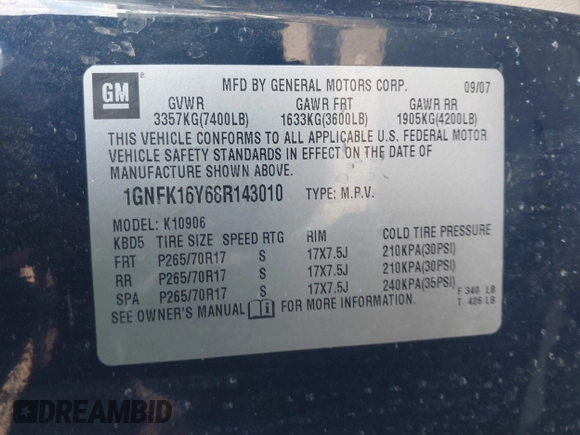 GM
®
MFD BY GENERAL MOTORS CORP. 09/07
GVWR GAWR FRT GAWR RR
3357KG(7400LB) 1633KG(3600LB) 1905KG(4200LB)
THIS VEHICLE CONFORMS TO ALL APPLICABLE U.S. FEDERAL MOTOR
VEHICLE SAFETY STANDARDS IN EFFECT ON THE DATE OF
MANUFACTURE SHOWN ABOVE.
1GNFK16Y68R143010 TYPE: M.P.V.
MODEL: K10906
KBD5 TIRE SIZE SPEED RTG RIM COLD TIRE PRESSURE
FRT P265/70R17 S 17X7.5J 210KPA(30PSI)
RR P265/70R17 S 17X7.5J 210KPA(30PSI)
SPA P265/70R17 S 17X7.5J 240KPA(35PSI)
SEE OWNER'S MANUAL i FOR MORE INFORMATION.
F 340 LB
I 426 LB
DREAMBID